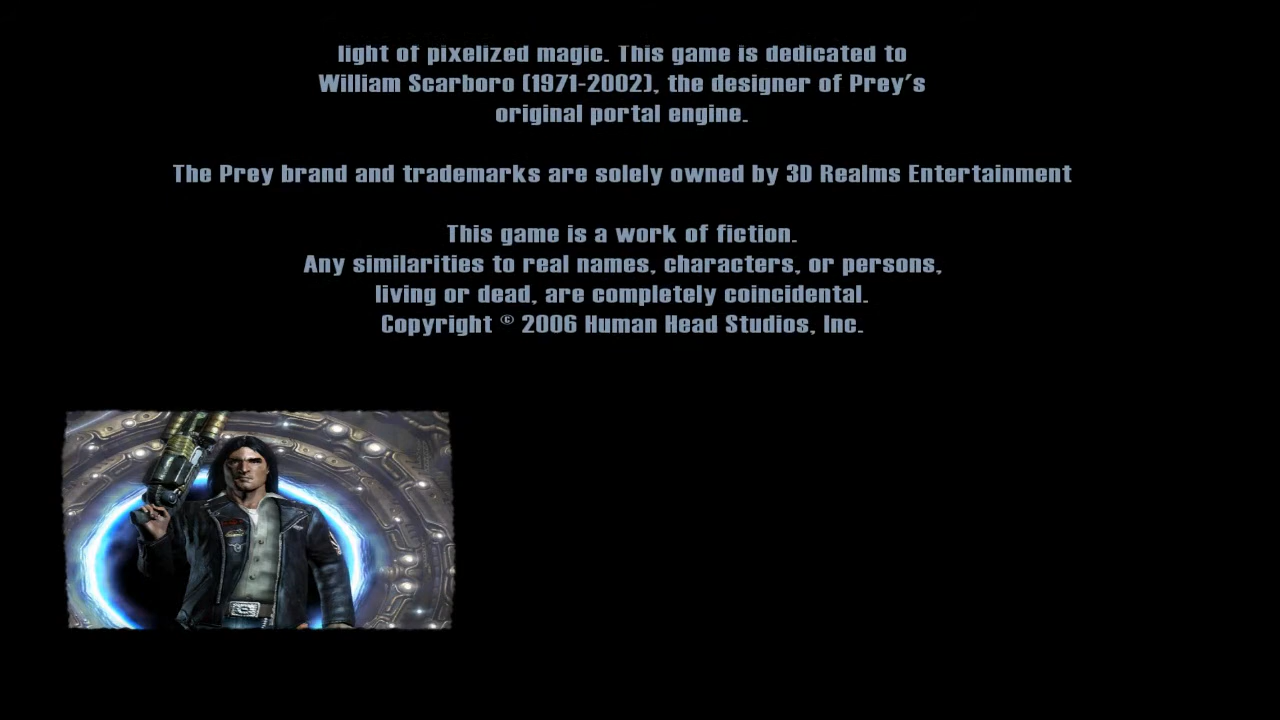 light of pixelized magic. This game is dedicated to
William Scarboro (1971-2002), the designer of Prey's
original portal engine.
The Prey brand and trademarks are solely owned by 3D Realms Entertainment
This game is a work of fiction.
Any similarities to real names, characters, or persons,
living or dead, are completely coincidental.
Copyright © 2006 Human Head Studios, Inc.